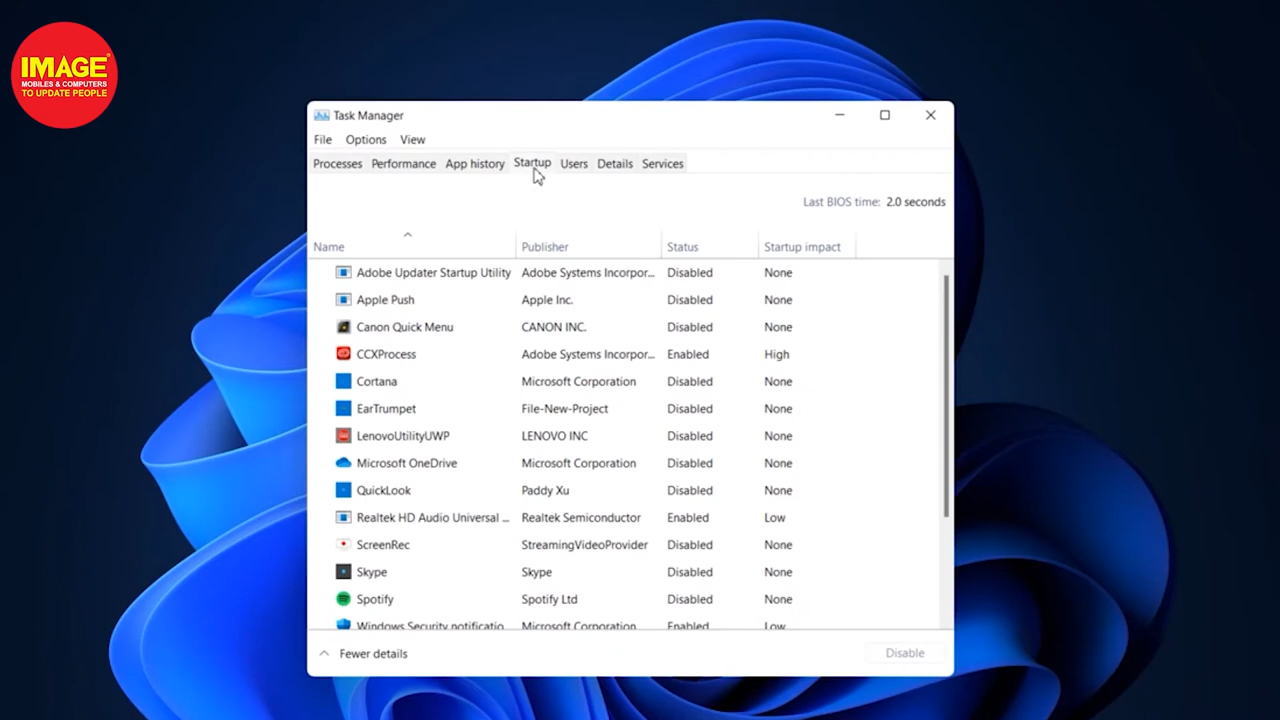 IMAGE
MOBILES & COMPUTERS
TO UPDATE PEOPLE
Task Manager
File Options View
Processes Performance App history Startup Users Details Services
Last BIOS time: 2.0 seconds
Name Publisher Status Startup impact
Adobe Updater Startup Utility Adobe Systems Incorpor... Disabled None
Apple Push Apple Inc. Disabled None
Canon Quick Menu CANON INC. Disabled None
CCXProcess Adobe Systems Incorpor... Enabled High
Cortana Microsoft Corporation Disabled None
EarTrumpet File-New-Project Disabled None
LenovoUtilityUWP LENOVO INC Disabled None
Microsoft OneDrive Microsoft Corporation Disabled None
QuickLook Paddy Xu Disabled None
Realtek HD Audio Universal ... Realtek Semiconductor Enabled Low
ScreenRec StreamingVideoProvider Disabled None
Skype Skype Disabled None
Spotify Spotify Ltd Disabled None
Windows Security notificatio... Microsoft Corporation Enabled Low
Fewer details Disable